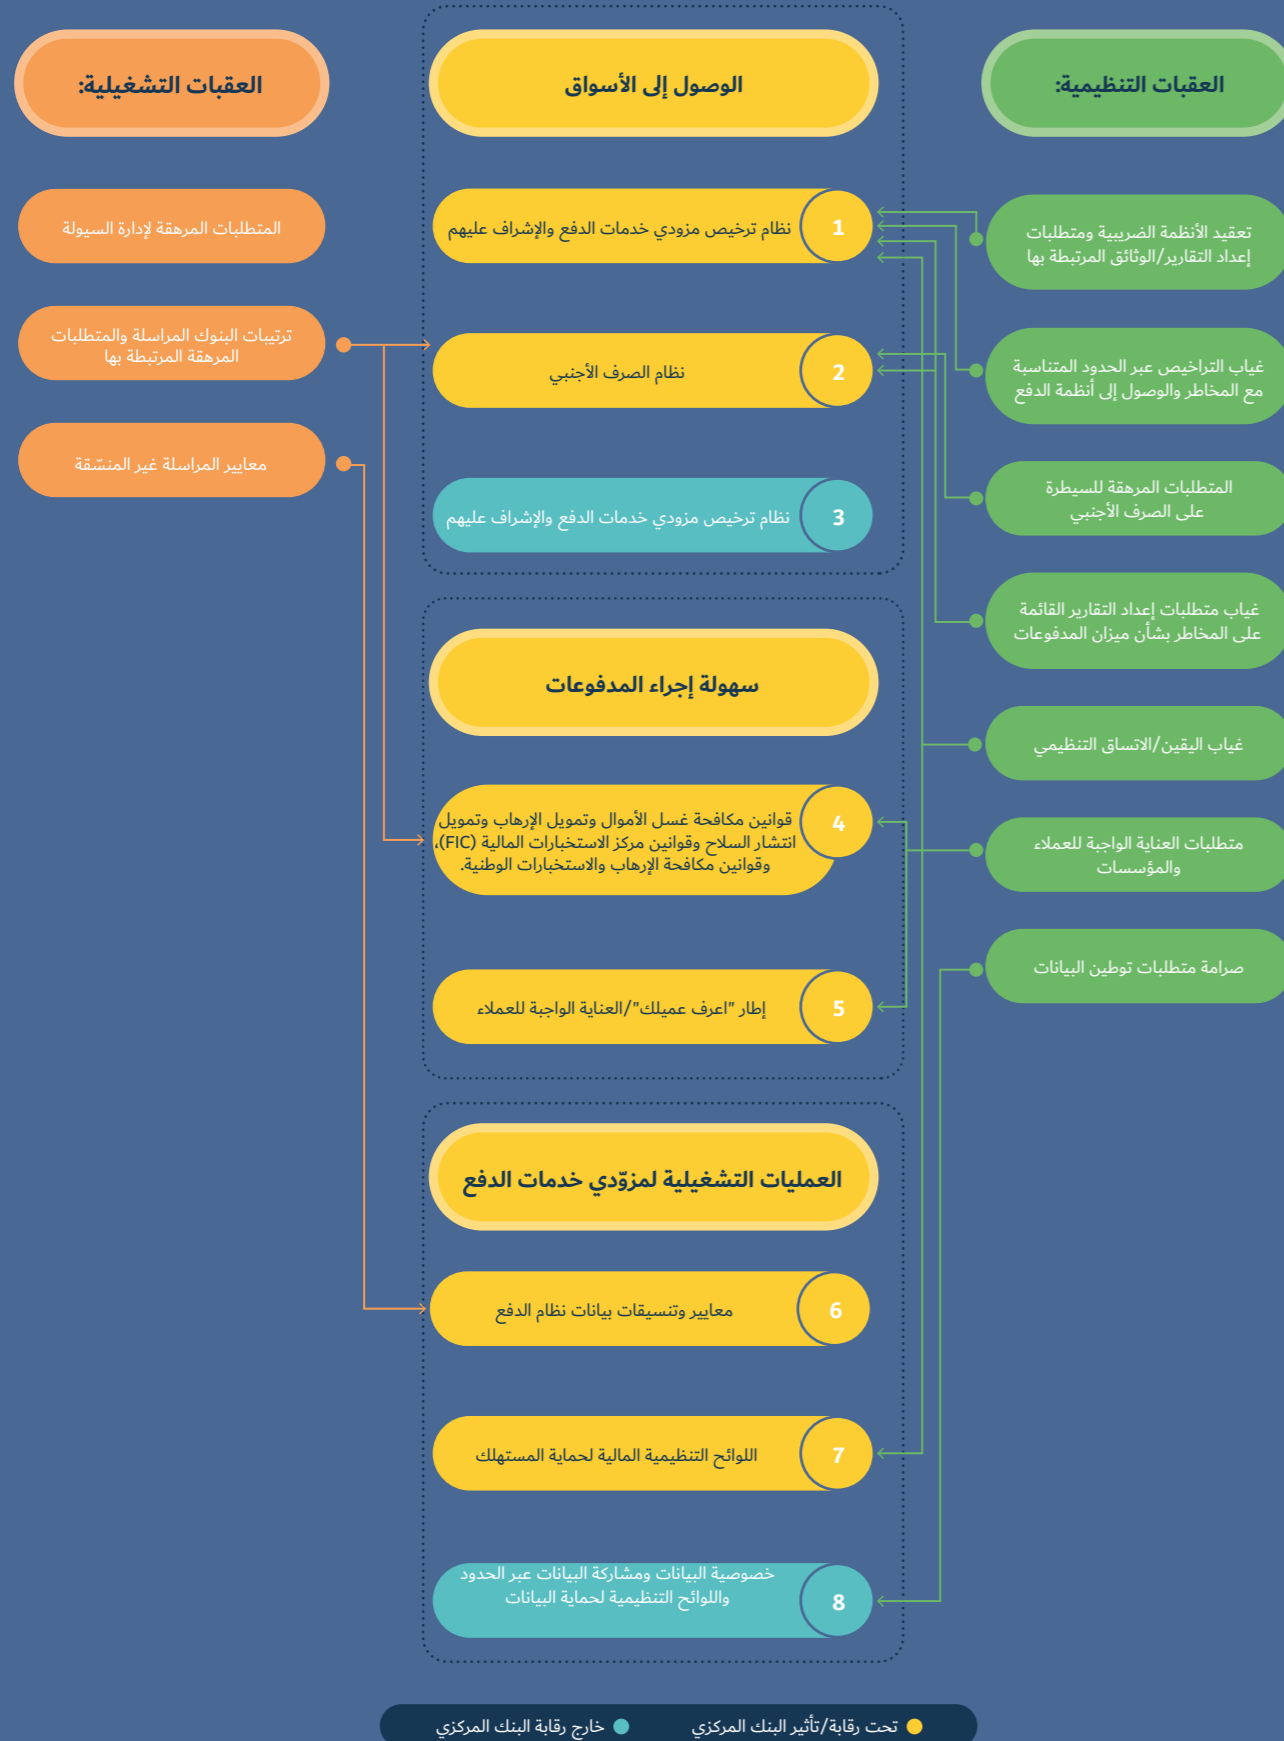 العقبات التنظيمية:
تعقيد الأنظمة الضريبية ومتطلبات
إعداد التقارير/الوثائق المرتبطة بها
غياب التراخيص عبر الحدود المتناسبة
مع المخاطر والوصول إلى أنظمة الدفع
المتطلبات المرهقة للسيطرة
على الصرف الأجنبي
غياب متطلبات إعداد التقارير القائمة
على المخاطر بشأن ميزان المدفوعات
غياب اليقين/الاتساق التنظيمي
متطلبات العناية الواجبة للعملاء
والمؤسسات
صرامة متطلبات توطين البيانات
الوصول إلى الأسواق
1
نظام ترخيص مزودي خدمات الدفع والإشراف عليهم
2
نظام الصرف الأجنبي
3
نظام ترخيص مزودي خدمات الدفع والإشراف عليهم
سهولة إجراء المدفوعات
4
قوانين مكافحة غسل الأموال وتمويل الإرهاب وتمويل
انتشار السلاح وقوانين مركز الاستخبارات المالية (FIC)،
وقوانين مكافحة الإرهاب والاستخبارات الوطنية.
5
إطار "اعرف عميلك"/العناية الواجبة للعملاء
العمليات التشغيلية لمزوّدي خدمات الدفع
6
معايير وتنسيقات بيانات نظام الدفع
7
اللوائح التنظيمية المالية لحماية المستهلك
8
خصوصية البيانات ومشاركة البيانات عبر الحدود
واللوائح التنظيمية لحماية البيانات
العقبات التشغيلية:
المتطلبات المرهقة لإدارة السيولة
ترتيبات البنوك المراسلة والمتطلبات
المرهقة المرتبطة بها
معايير المراسلة غير المنسّقة
تحت رقابة/تأثير البنك المركزي
خارج رقابة البنك المركزي